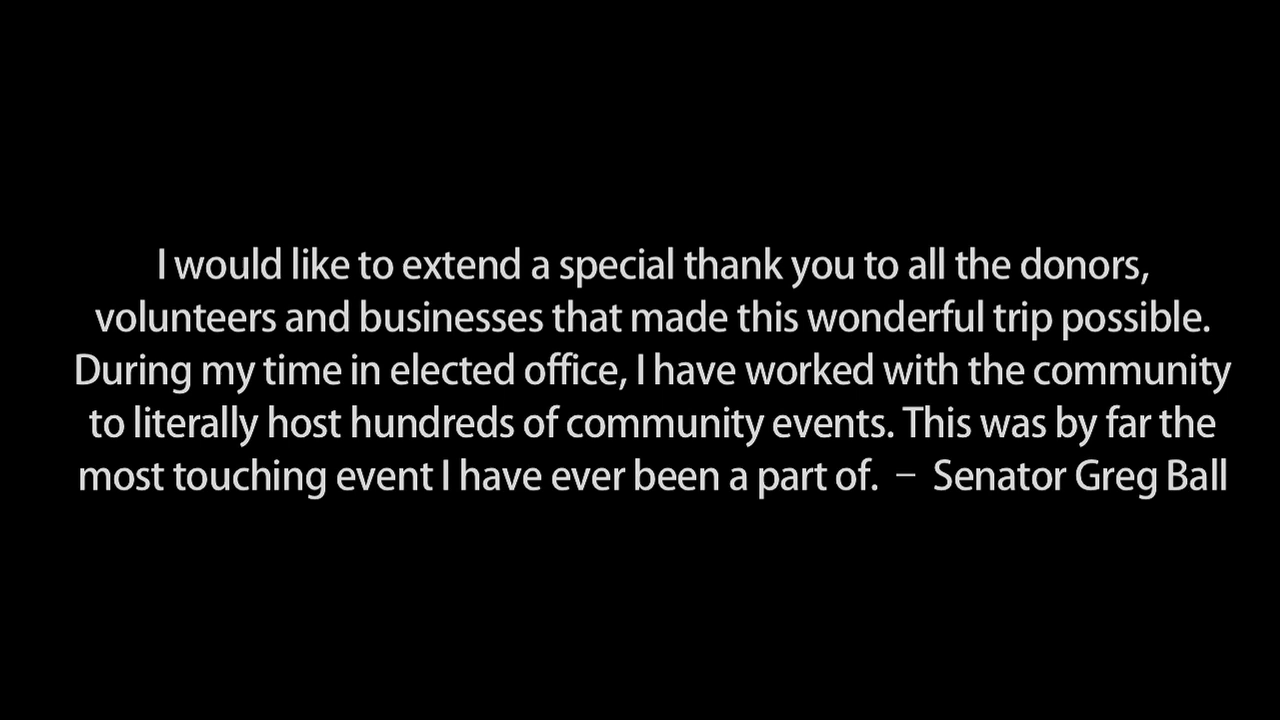 I would like to extend a special thank you to all the donors,
volunteers and businesses that made this wonderful trip possible.
During my time in elected office, I have worked with the community
to literally host hundreds of community events. This was by far the
most touching event I have ever been a part of. – Senator Greg Ball